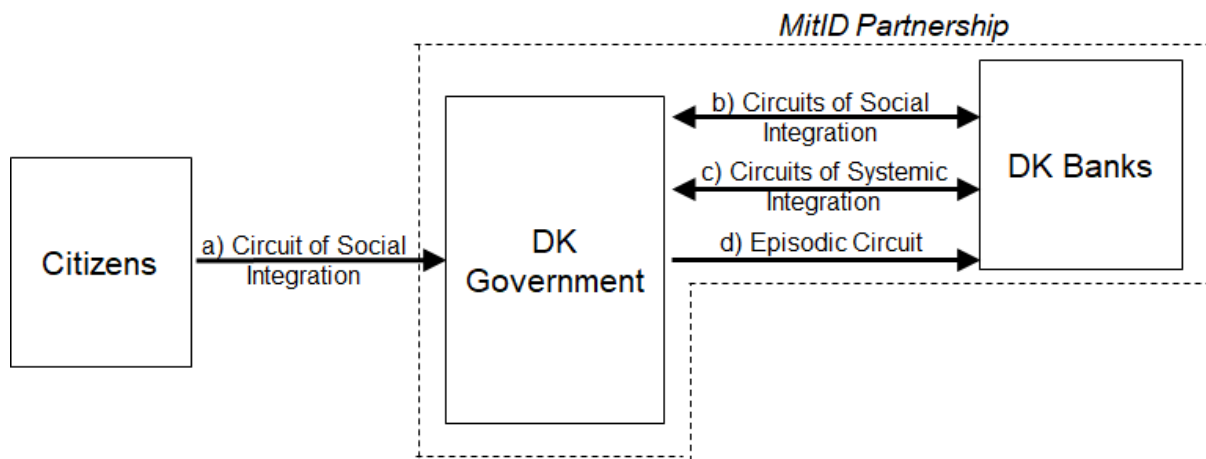 MitID Partnership
Citizens
a) Circuit of Social
Integration
DK
Government
b) Circuits of Social
Integration
c) Circuits of Systemic
Integration
d) Episodic Circuit
DK Banks